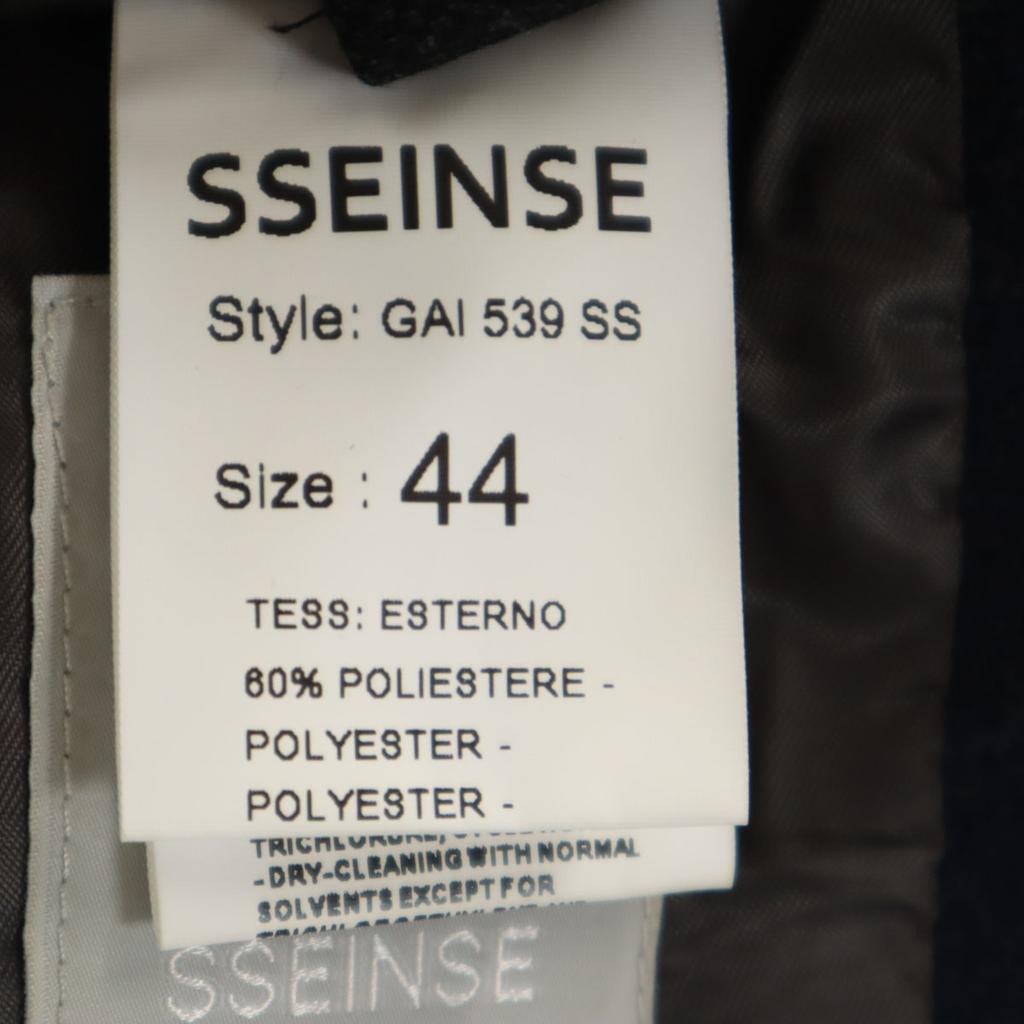 SSEINSE
Style: GAI 539 SS
Size : 44
TESS: ESTERNO
60% POLIESTERE -
POLYESTER -
POLYESTER -
-DRY-CLEANING WITH NORMAL
SOLVENTS EXCEPT FOR
SSEINSE